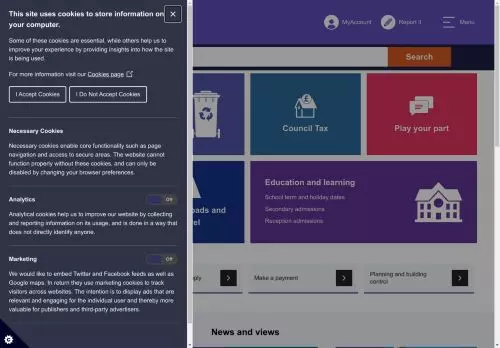 This site uses cookies to store information on
your computer.
Some of these cookies are essential, while others help us to
improve your experience by providing insights into how the site
is being used.
For more information visit our Cookies page
I Accept Cookies
I Do Not Accept Cookies
Necessary Cookies
Necessary cookies enable core functionality such as page
navigation and access to secure areas. The website cannot
function properly without these cookies, and can only be
disabled by changing your browser preferences.
Analytics
Off
Analytical cookies help us to improve our website by collecting
and reporting information on its usage, and is done in a way that
does not directly identify anyone.
Marketing
Off
We would like to embed Twitter and Facebook feeds as well as
Google maps. In return they use marketing cookies to track
visitors across websites. The intention is to display ads that are
relevant and engaging for the individual user and thereby more
valuable for publishers and third-party advertisers.
MyAccount
Report it
Menu
Search
Council Tax
Play your part
Education and learning
School term and holiday dates
Secondary admissions
Reception admissions
Make a payment
Planning and building
control
News and views